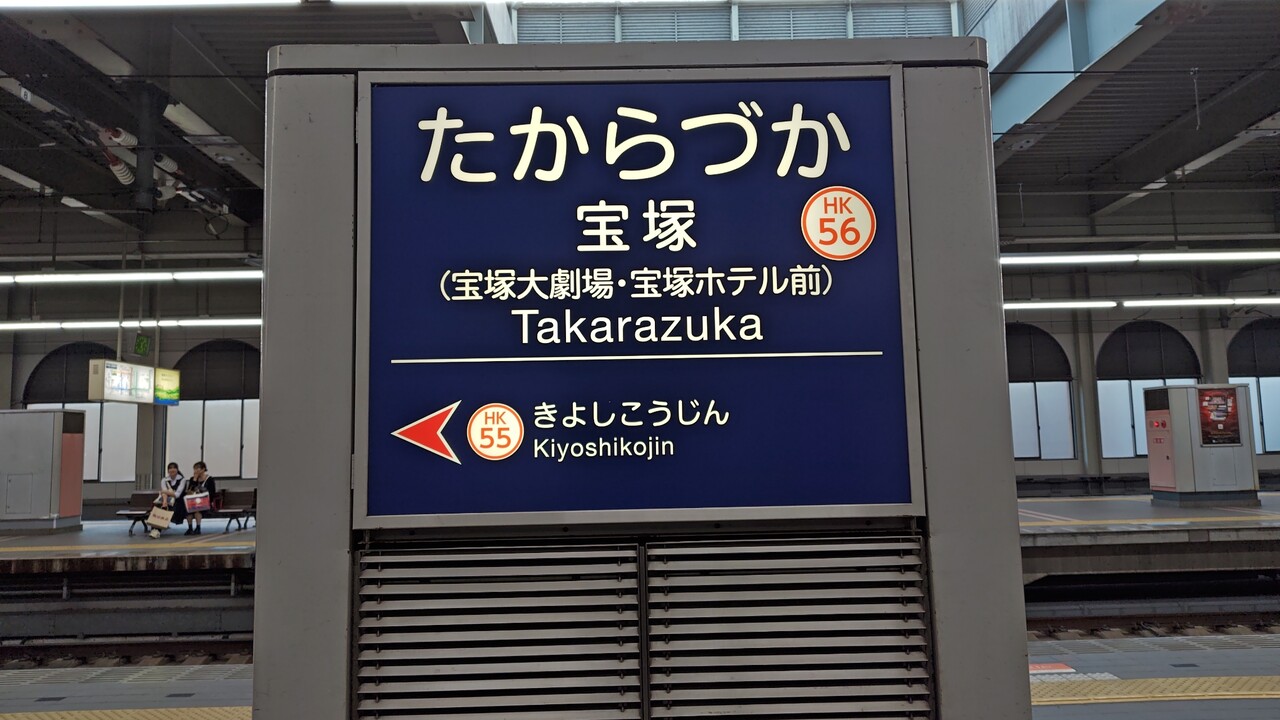 たからづか
宝塚
HK
56
(宝塚大劇場・宝塚ホテル前)
Takarazuka
HK
55
きよしこうじん
Kiyoshikojin